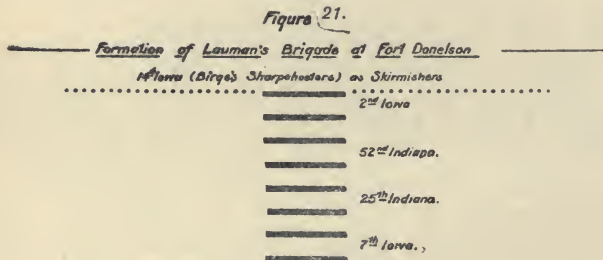 Figure 21.
Formation of Lauman's Brigade at Fort Donelson
14th Iowa (Birge's Sharpshooters) as Skirmishers
2nd Iowa
52nd Indiana.
25th Indiana.
7th Iowa.,